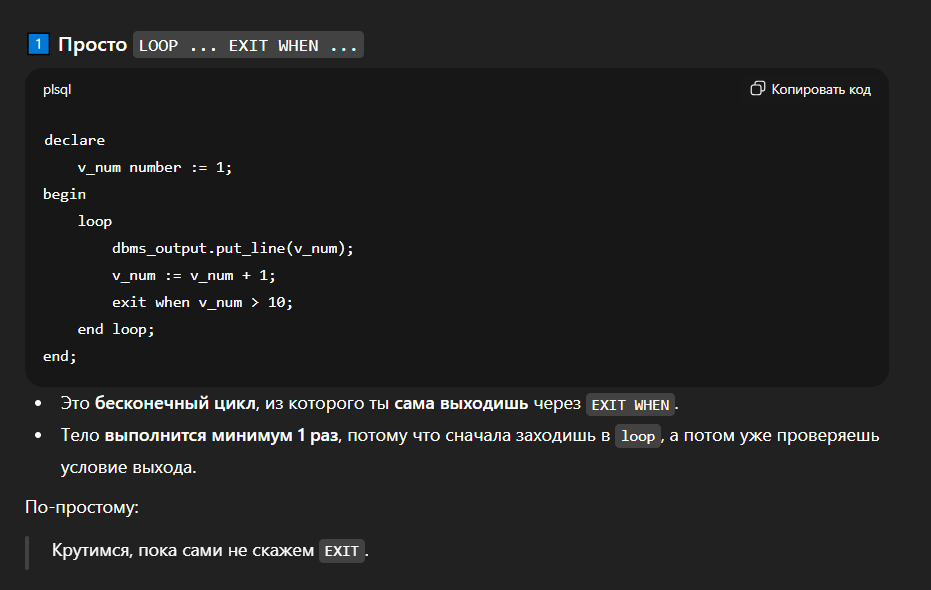 1 Просто LOOP ... EXIT WHEN ...
plsql
Копировать код
declare
    v_num number := 1;
begin
    loop
        dbms_output.put_line(v_num);
        v_num := v_num + 1;
        exit when v_num > 10;
    end loop;
end;
• Это бесконечный цикл, из которого ты сама выходишь через EXIT WHEN.
• Тело выполнится минимум 1 раз, потому что сначала заходишь в loop, а потом уже проверяешь
условие выхода.
По-простому:
Крутимся, пока сами не скажем EXIT.